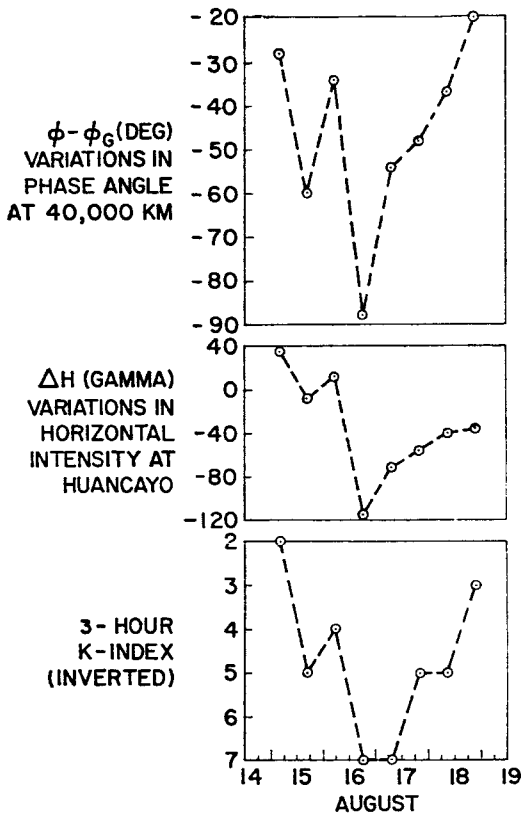 -20
-30
-40
-50
-60
-70
-80
-90
ϕ-ϕG(DEG)
VARIATIONS IN
PHASE ANGLE
AT 40,000 KM
40
0
-40
-80
-120
ΔH (GAMMA)
VARIATIONS IN
HORIZONTAL
INTENSITY AT
HUANCAYO
2
3
4
5
6
7
3- HOUR
K-INDEX
(INVERTED)
14 15 16 17 18 19
AUGUST